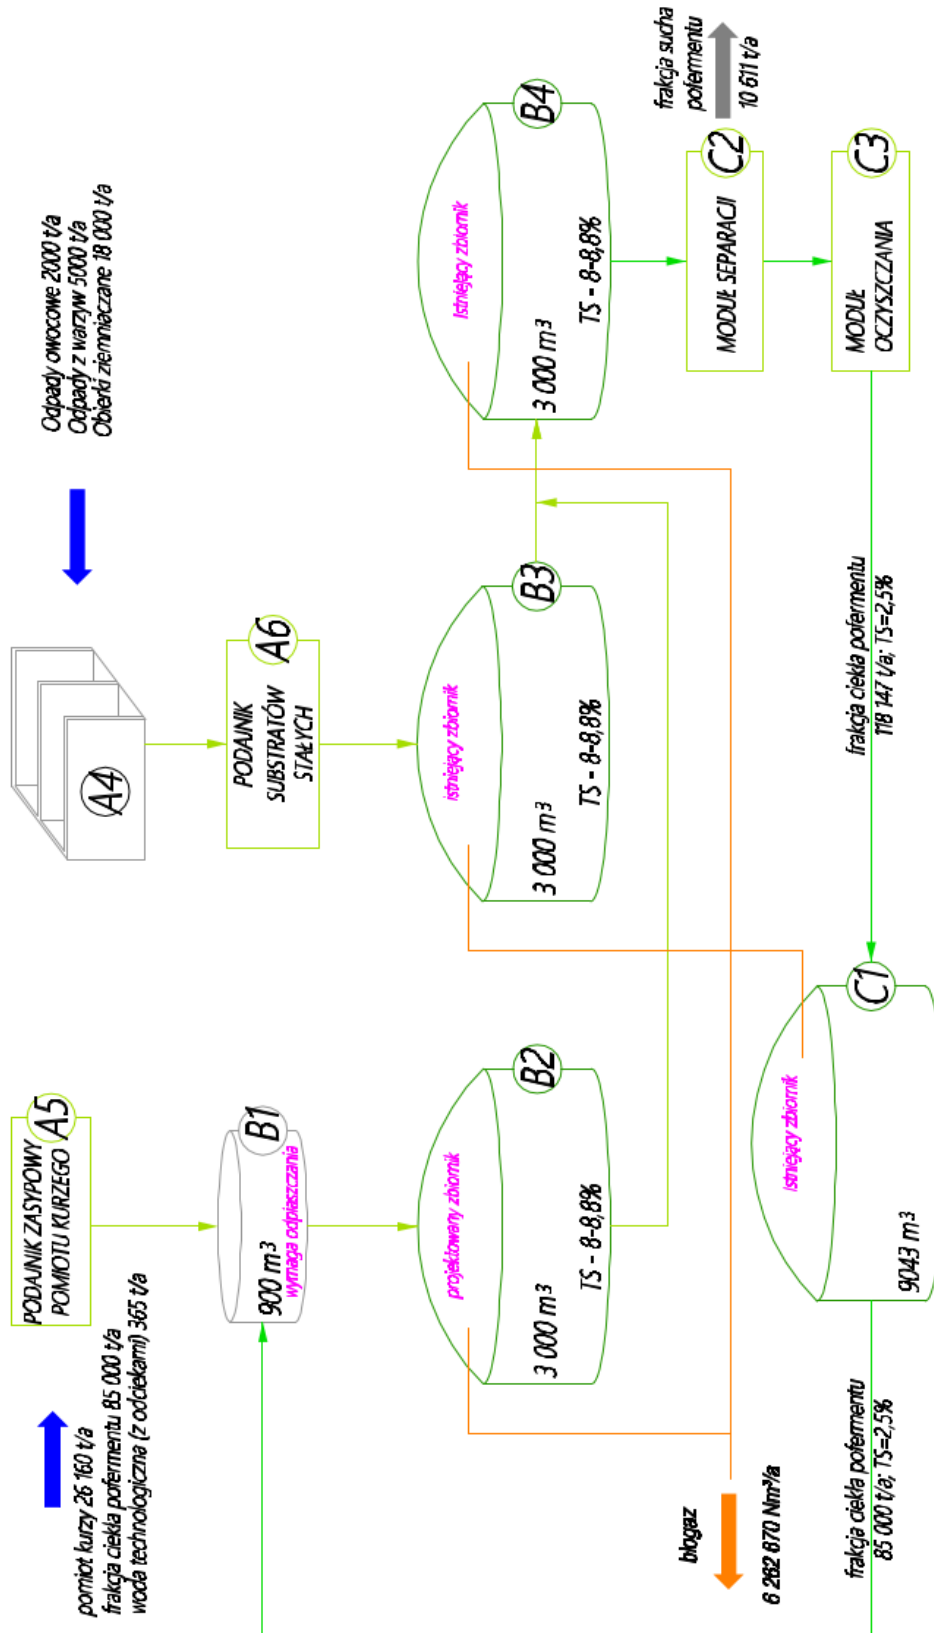 PODAJNIK ZASYPOWY
POMIOTU KURZEGO
A5
pomiot kurzy 26 160 t/a
frakcja ciekła pofermentu 85 000 t/a
woda technologiczna (z odciekami) 365 t/a
B1
900 m³
wymaga odpiaszczania
projektowany zbiornik
B2
3 000 m³
TS - 8-8,8%
Odpady owocowe 2000 t/a
Odpady z warzyw 5000 t/a
Obierki ziemniaczane 18 000 t/a
A4
PODAJNIK
SUBSTRATÓW
STAŁYCH
A6
istniejący zbiornik
B3
3 000 m³
TS - 8-8,8%
Istniejący zbiornik
B4
3 000 m³
TS - 8-8,8%
MODUŁ SEPARACJI
C2
frakcja sucha
pofermentu
10 611 t/a
MODUŁ
OCZYSZCZANIA
C3
frakcja ciekła pofermentu
118 147 t/a; TS=2,5%
C1
Istniejący zbiornik
9043 m³
frakcja ciekła pofermentu
85 000 t/a; TS=2,5%
biogaz
6 262 870 Nm³/a